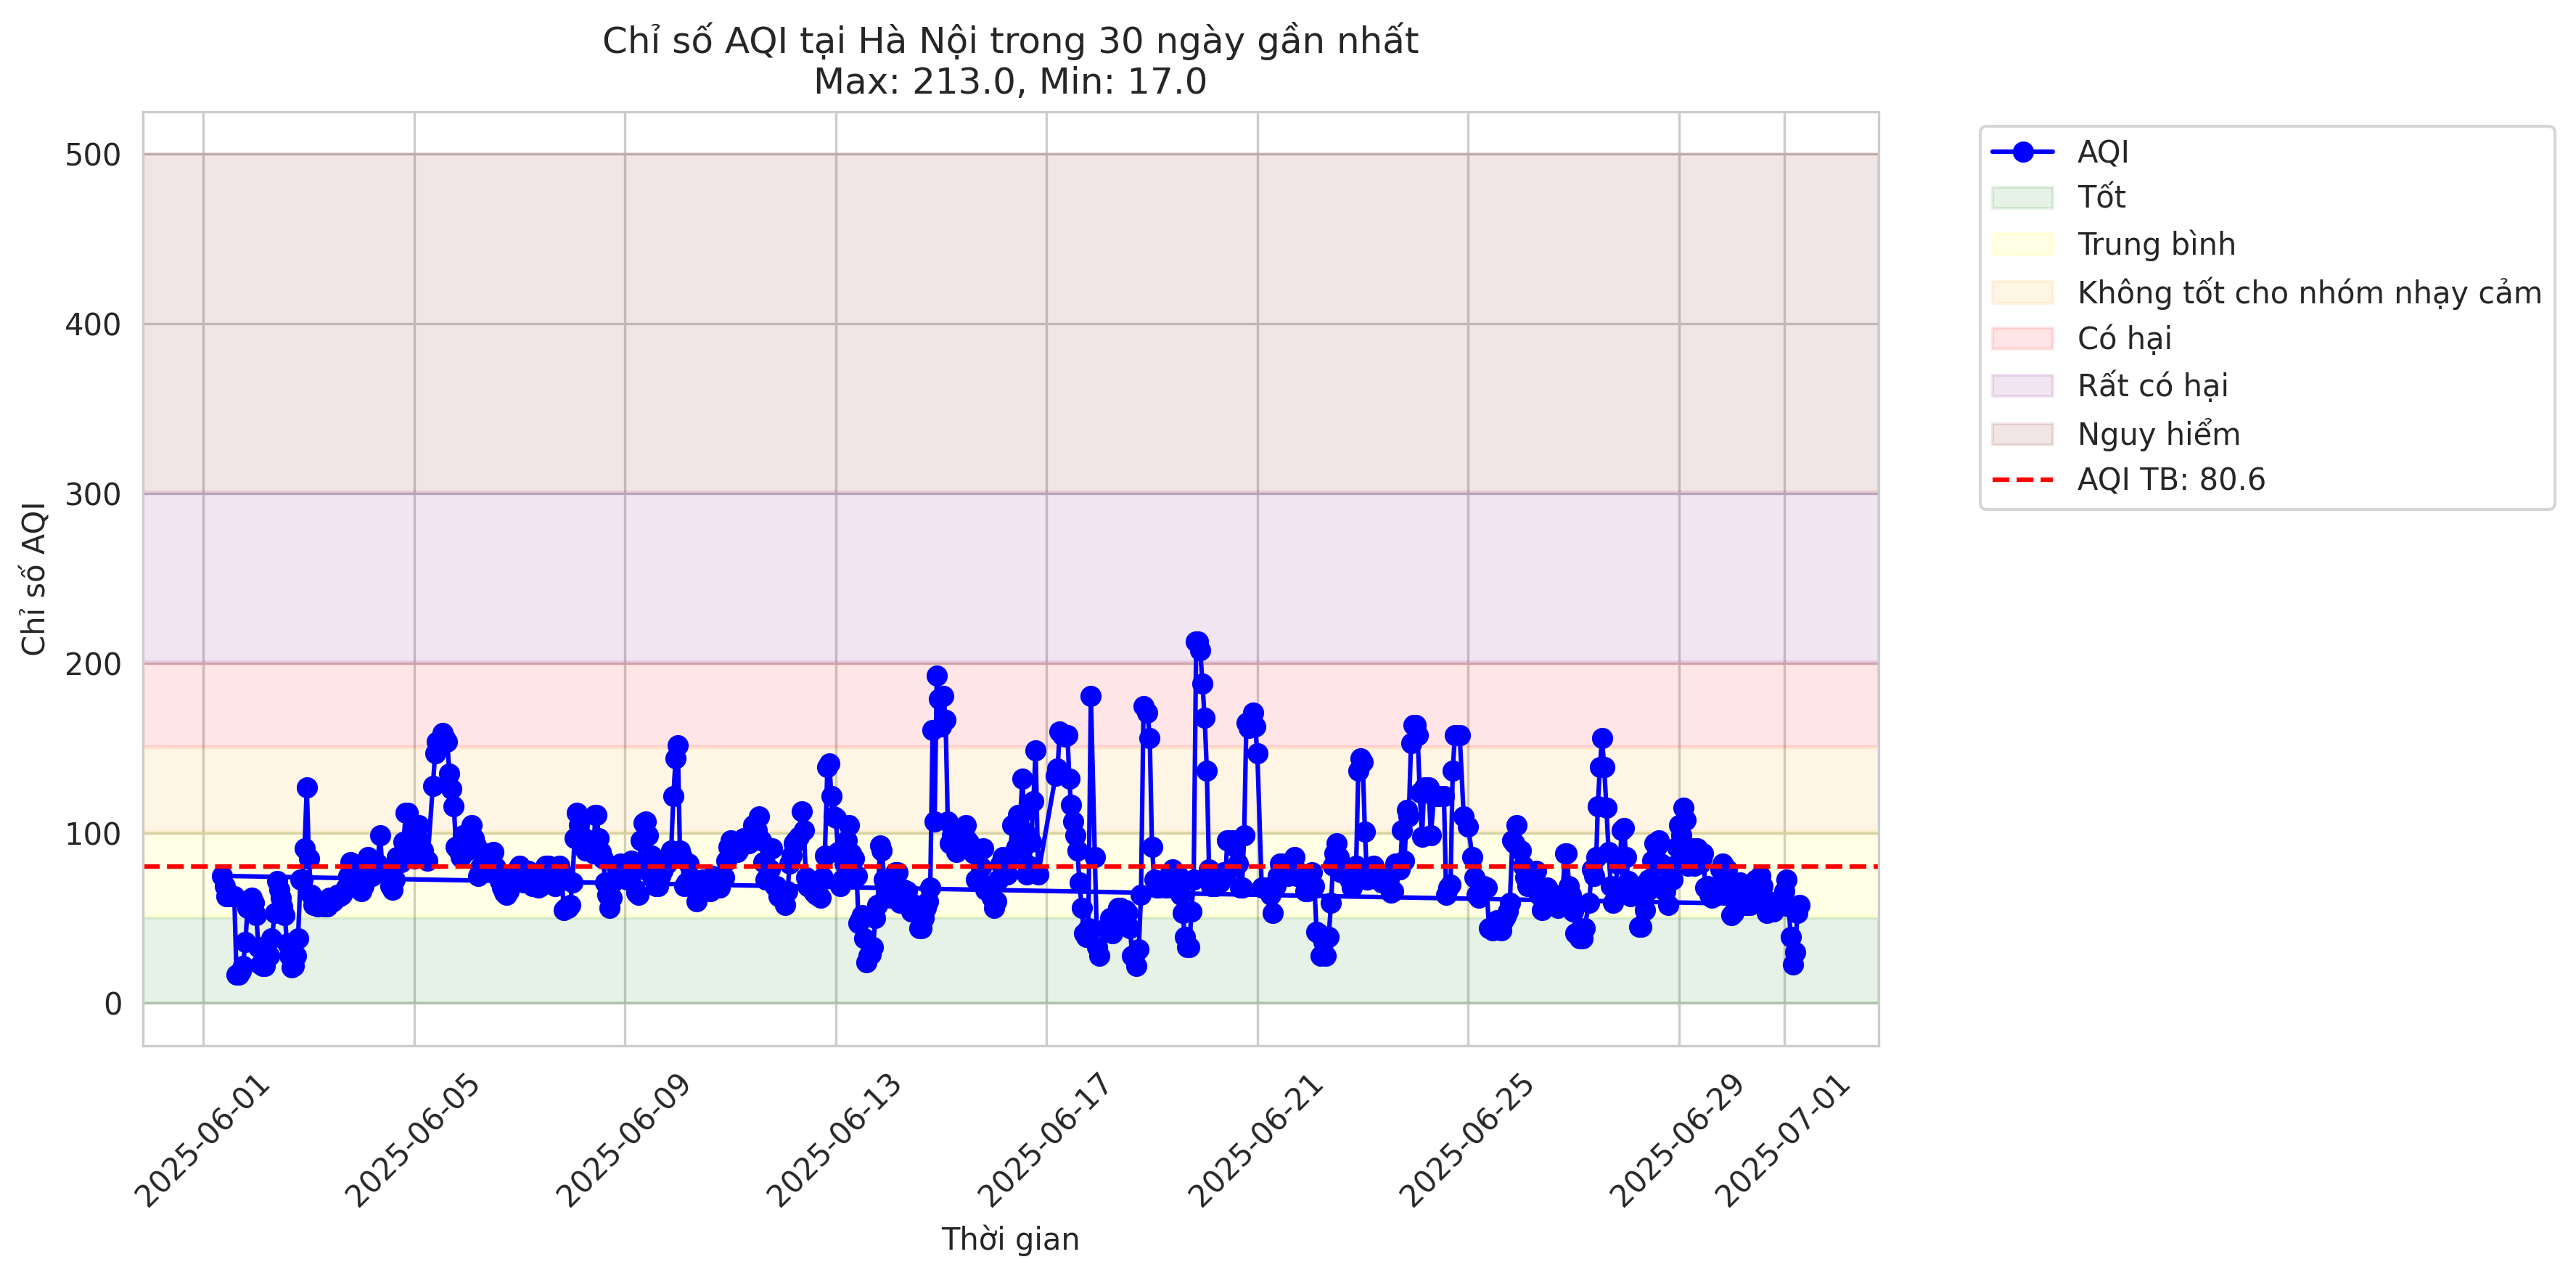 Chỉ số AQI tại Hà Nội trong 30 ngày gần nhất
Max: 213.0, Min: 17.0
Chỉ số AQI
500
400
300
200
100
0
2025-06-01
2025-06-05
2025-06-09
2025-06-13
2025-06-17
2025-06-21
2025-06-25
2025-06-29
2025-07-01
Thời gian
AQI
Tốt
Trung bình
Không tốt cho nhóm nhạy cảm
Có hại
Rất có hại
Nguy hiểm
AQI TB: 80.6